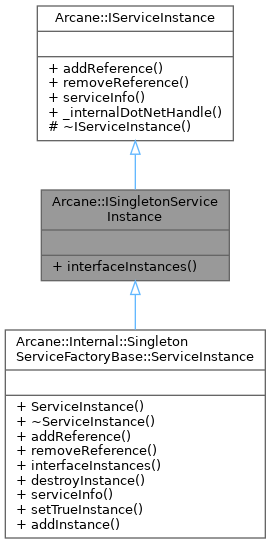 Arcane::IServiceInstance
+ addReference()
+ removeReference()
+ serviceInfo()
+ _internalDotNetHandle()
# ~IServiceInstance()
Arcane::ISingletonService
Instance
+ interfaceInstances()
Arcane::Internal::Singleton
ServiceFactoryBase::ServiceInstance
+ ServiceInstance()
+ ~ServiceInstance()
+ addReference()
+ removeReference()
+ interfaceInstances()
+ destroyInstance()
+ serviceInfo()
+ setTrueInstance()
+ addInstance()